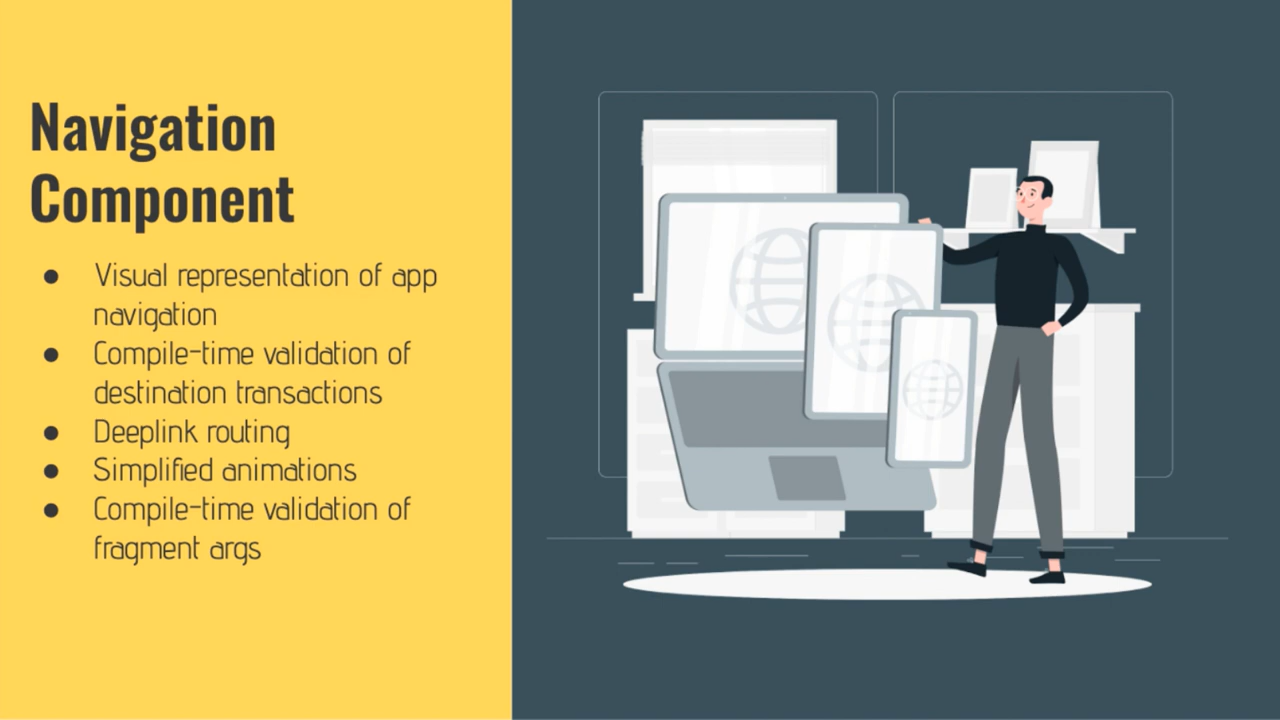 Navigation
Component
● Visual representation of app
navigation
● Compile-time validation of
destination transactions
● Deeplink routing
● Simplified animations
● Compile-time validation of
fragment args